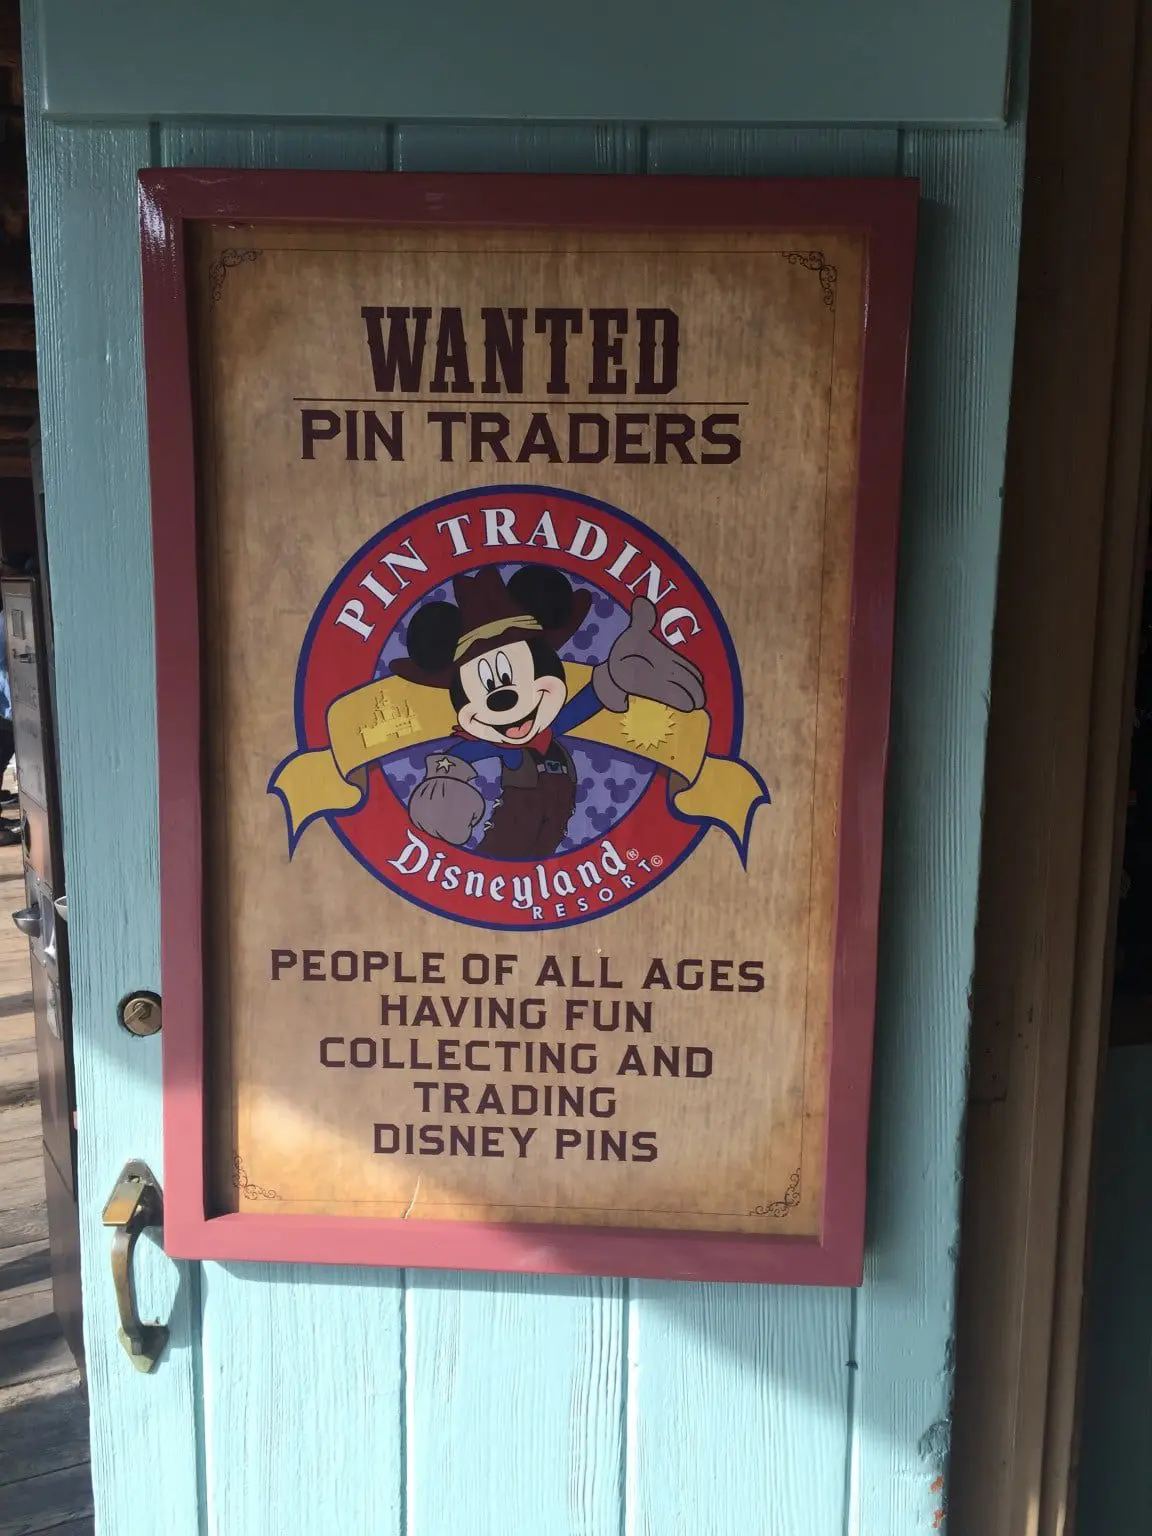 WANTED
PIN TRADERS
PIN TRADING
Disneyland®
RESORT©
PEOPLE OF ALL AGES
HAVING FUN
COLLECTING AND
TRADING
DISNEY PINS